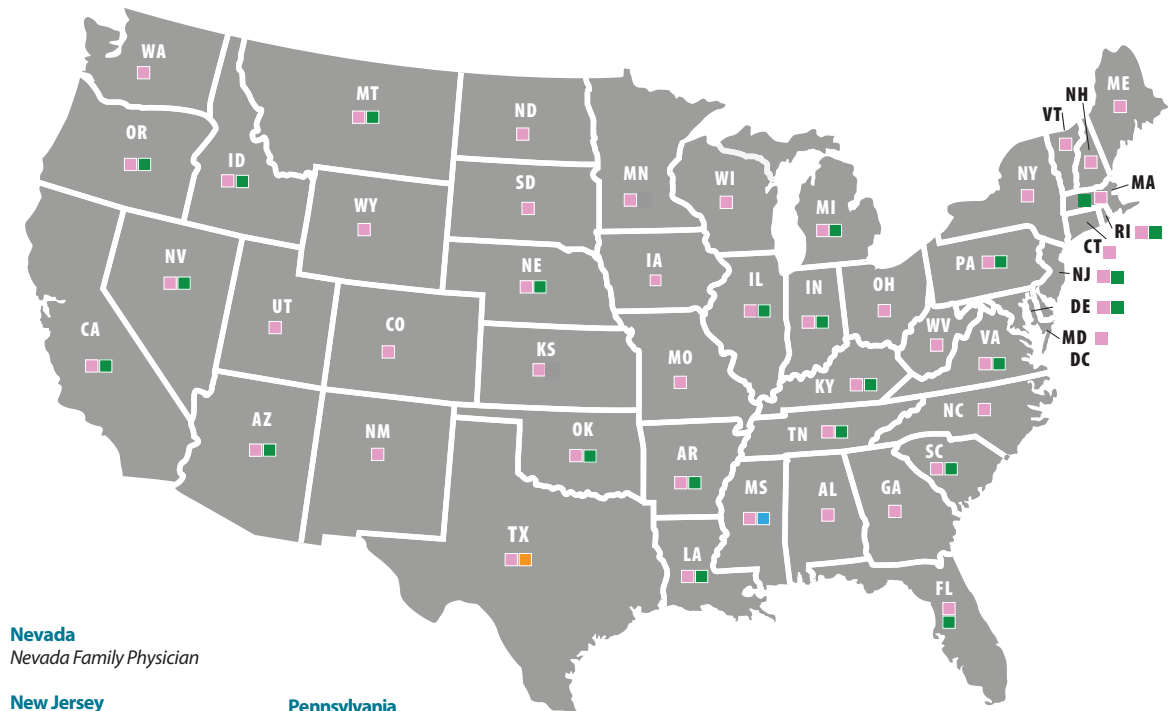 WA
MT
ND
ME
NH
VT
OR
ID
MN
SD
WI
NY
MA
WY
MI
RI
CT
NV
NE
IA
PA
NJ
IL
IN
OH
UT
CO
DE
CA
WV
VA
MD
DC
KS
MO
KY
AZ
NM
OK
TN
NC
AR
SC
MS
AL
GA
TX
LA
FL
Nevada
Nevada Family Physician
New Jersey
Pennsylvania